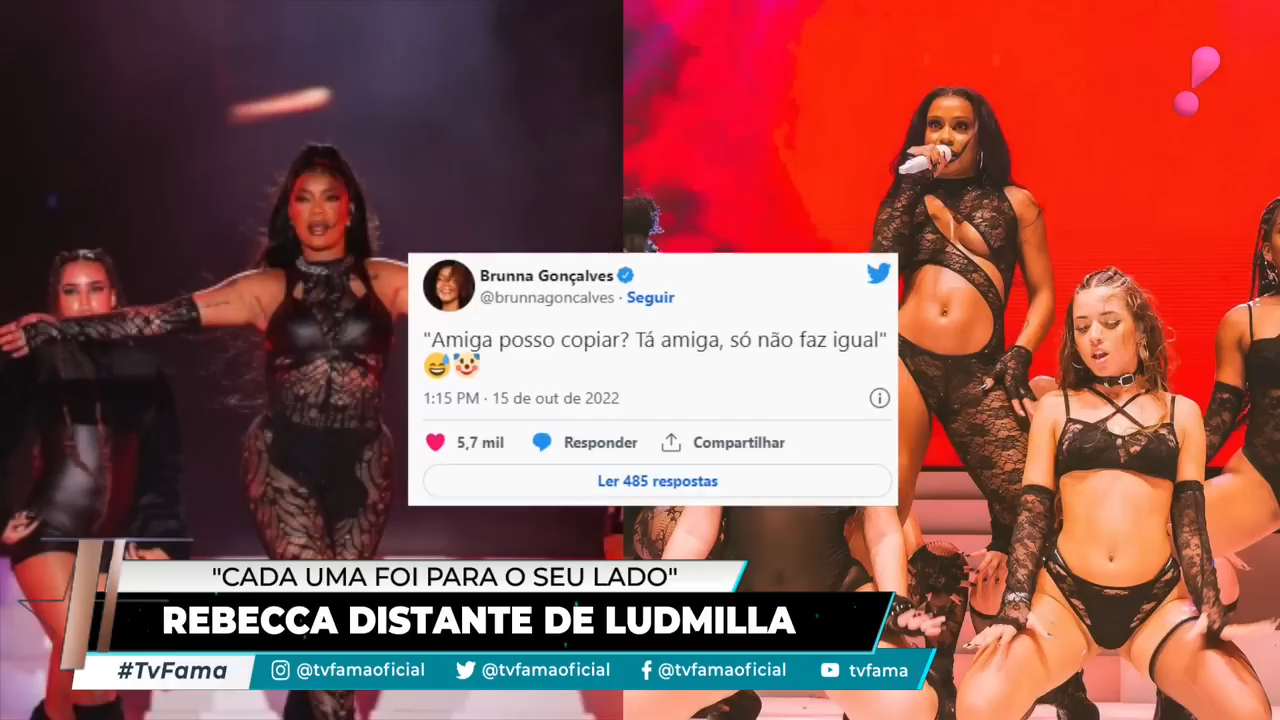 Brunna Gonçalves
@brunnagoncalves · Seguir
"Amiga posso copiar? Tá amiga, só não faz igual"
😅🤡
1:15 PM · 15 de out de 2022
5,7 mil Responder Compartilhar
Ler 485 respostas
"CADA UMA FOI PARA O SEU LADO"
REBECCA DISTANTE DE LUDMILLA
#TvFama @tvfamaoficial @tvfamaoficial @tvfamaoficial tvfama